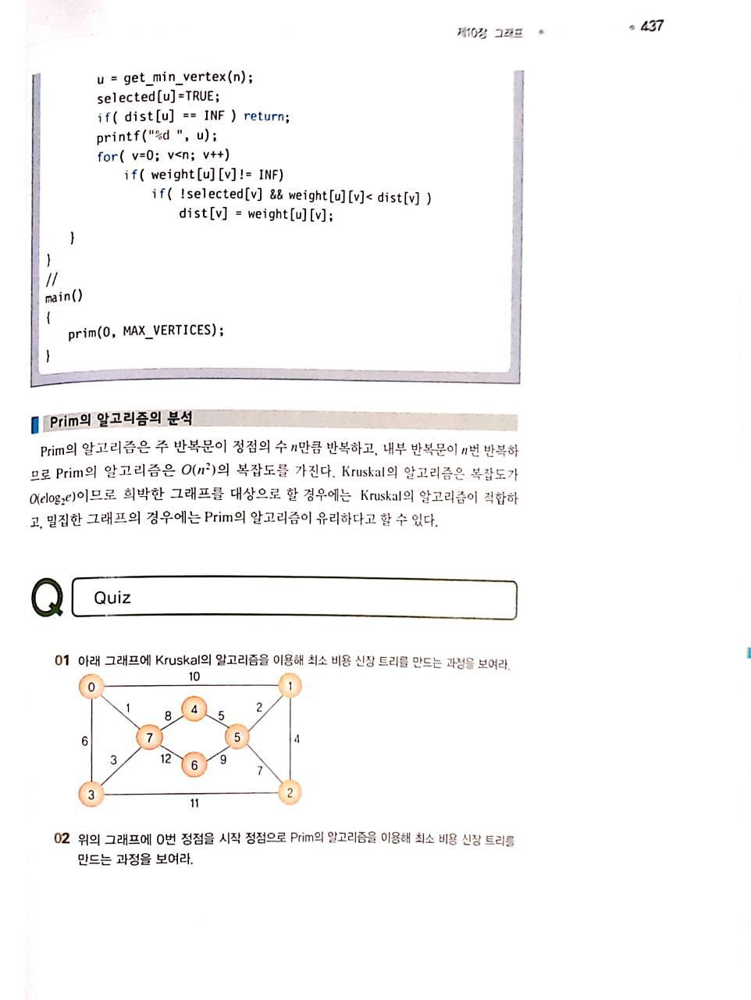 제10장 그래프
437
u = get_min_vertex(n);
selected[u]=TRUE;
if( dist[u] == INF ) return;
printf("%d ", u);
for( v=0; v<n; v++)
if( weight[u][v]!= INF)
if( !selected[v] && weight[u][v]< dist[v] )
dist[v] = weight[u][v];
}
}
//
main()
{
prim(0, MAX_VERTICES);
}
Prim의 알고리즘의 분석
Prim의 알고리즘은 주 반복문이 정점의 수 n만큼 반복하고, 내부 반복문이 n번 반복하
므로 Prim의 알고리즘은 O(n²)의 복잡도를 가진다. Kruskal의 알고리즘은 복잡도가
O(elog₂e)이므로 희박한 그래프를 대상으로 할 경우에는 Kruskal의 알고리즘이 적합하
고, 밀집한 그래프의 경우에는 Prim의 알고리즘이 유리하다고 할 수 있다.
Q Quiz
01 아래 그래프에 Kruskal의 알고리즘을 이용해 최소 비용 신장 트리를 만드는 과정을 보여라.
10
0
1
1
8
4
5
2
6
7
5
4
3
12
6
9
7
3
2
11
02 위의 그래프에 0번 정점을 시작 정점으로 Prim의 알고리즘을 이용해 최소 비용 신장 트리를
만드는 과정을 보여라.